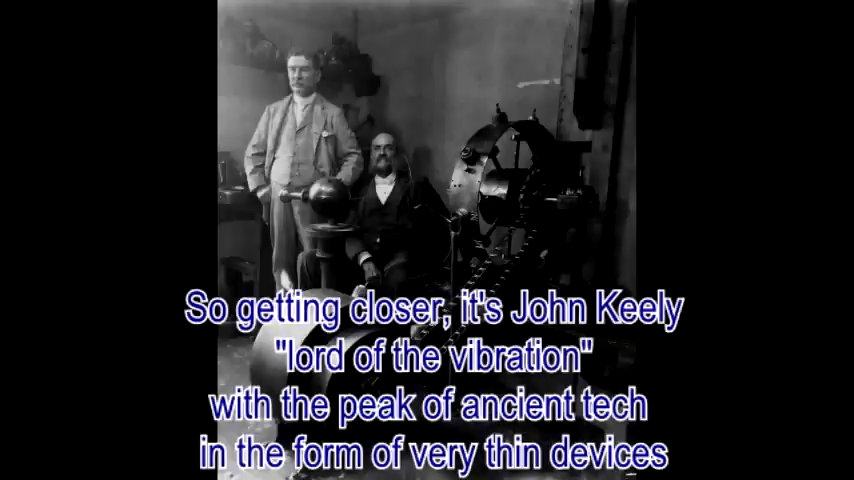 So getting closer, it's John Keely
"lord of the vibration"
with the peak of ancient tech
in the form of very thin devices